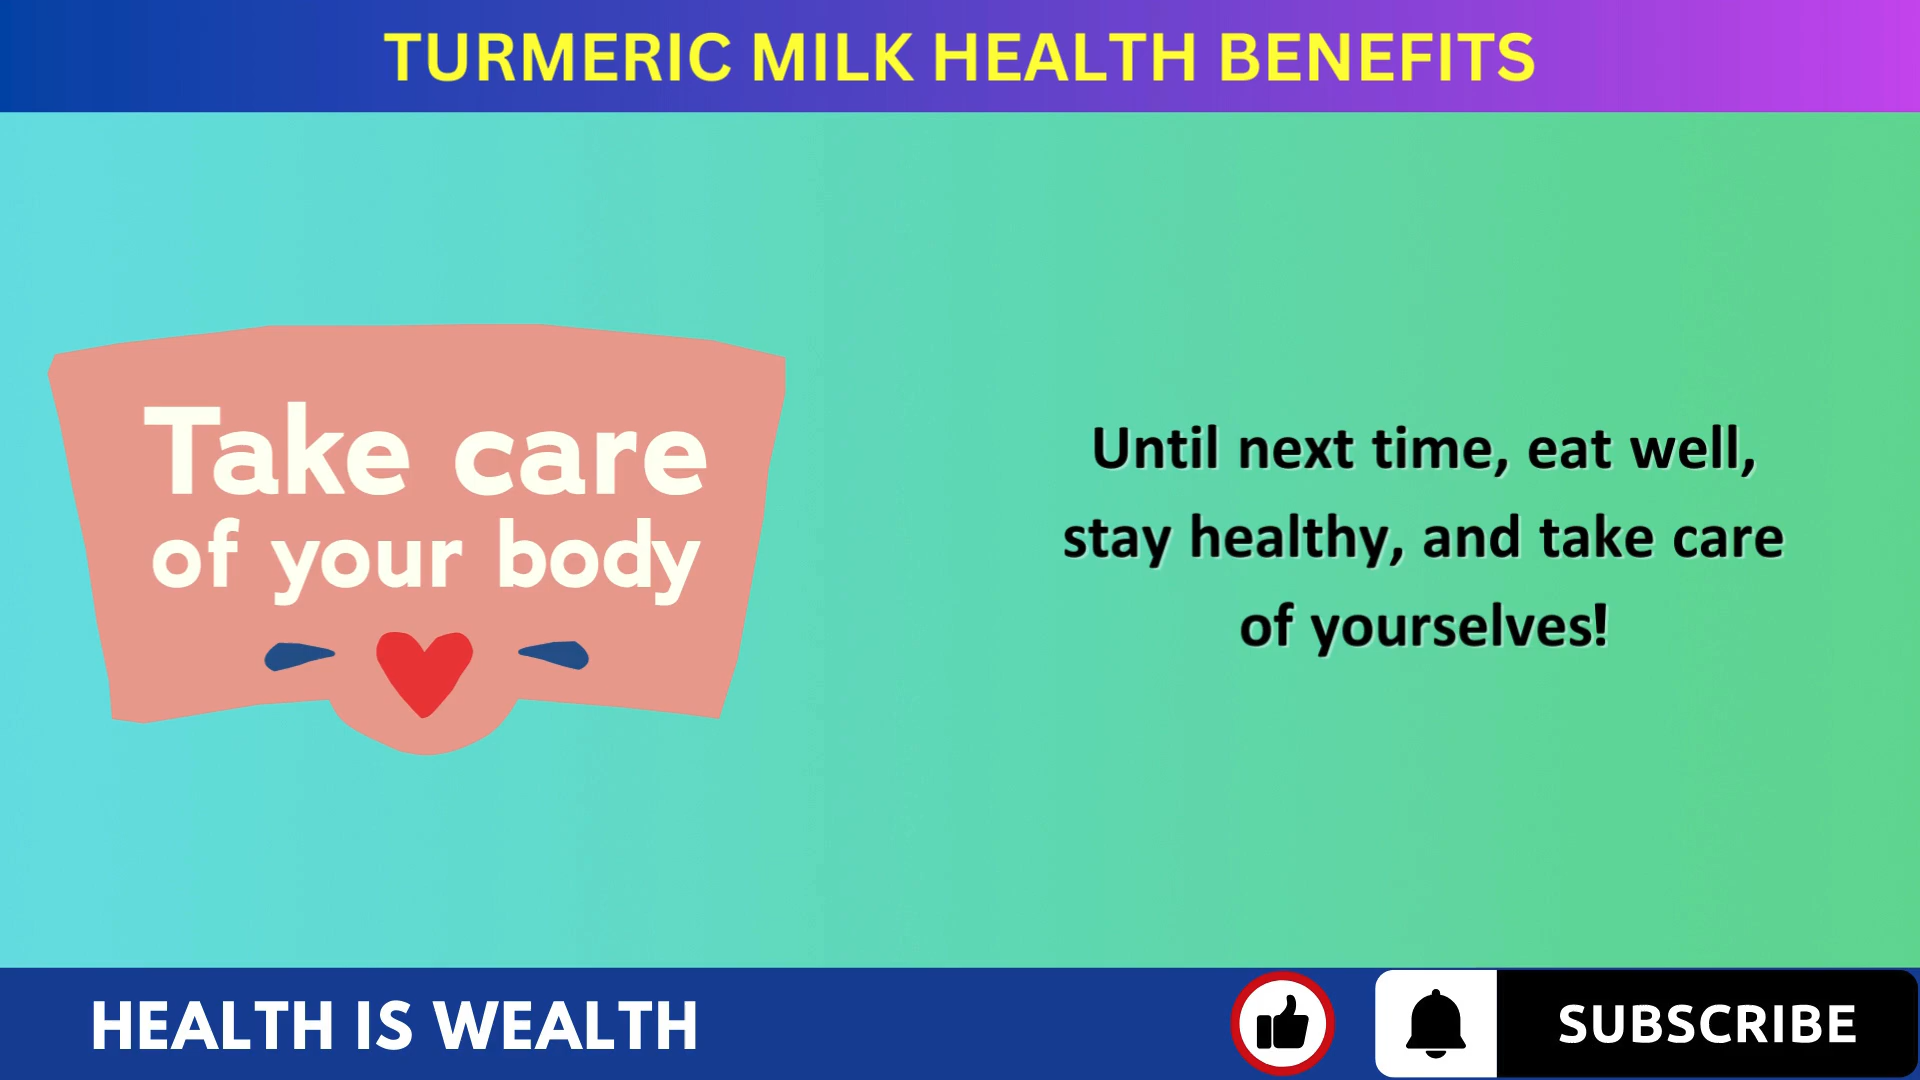 TURMERIC MILK HEALTH BENEFITS
Take care
of your body
Until next time, eat well,
stay healthy, and take care
of yourselves!
HEALTH IS WEALTH
SUBSCRIBE